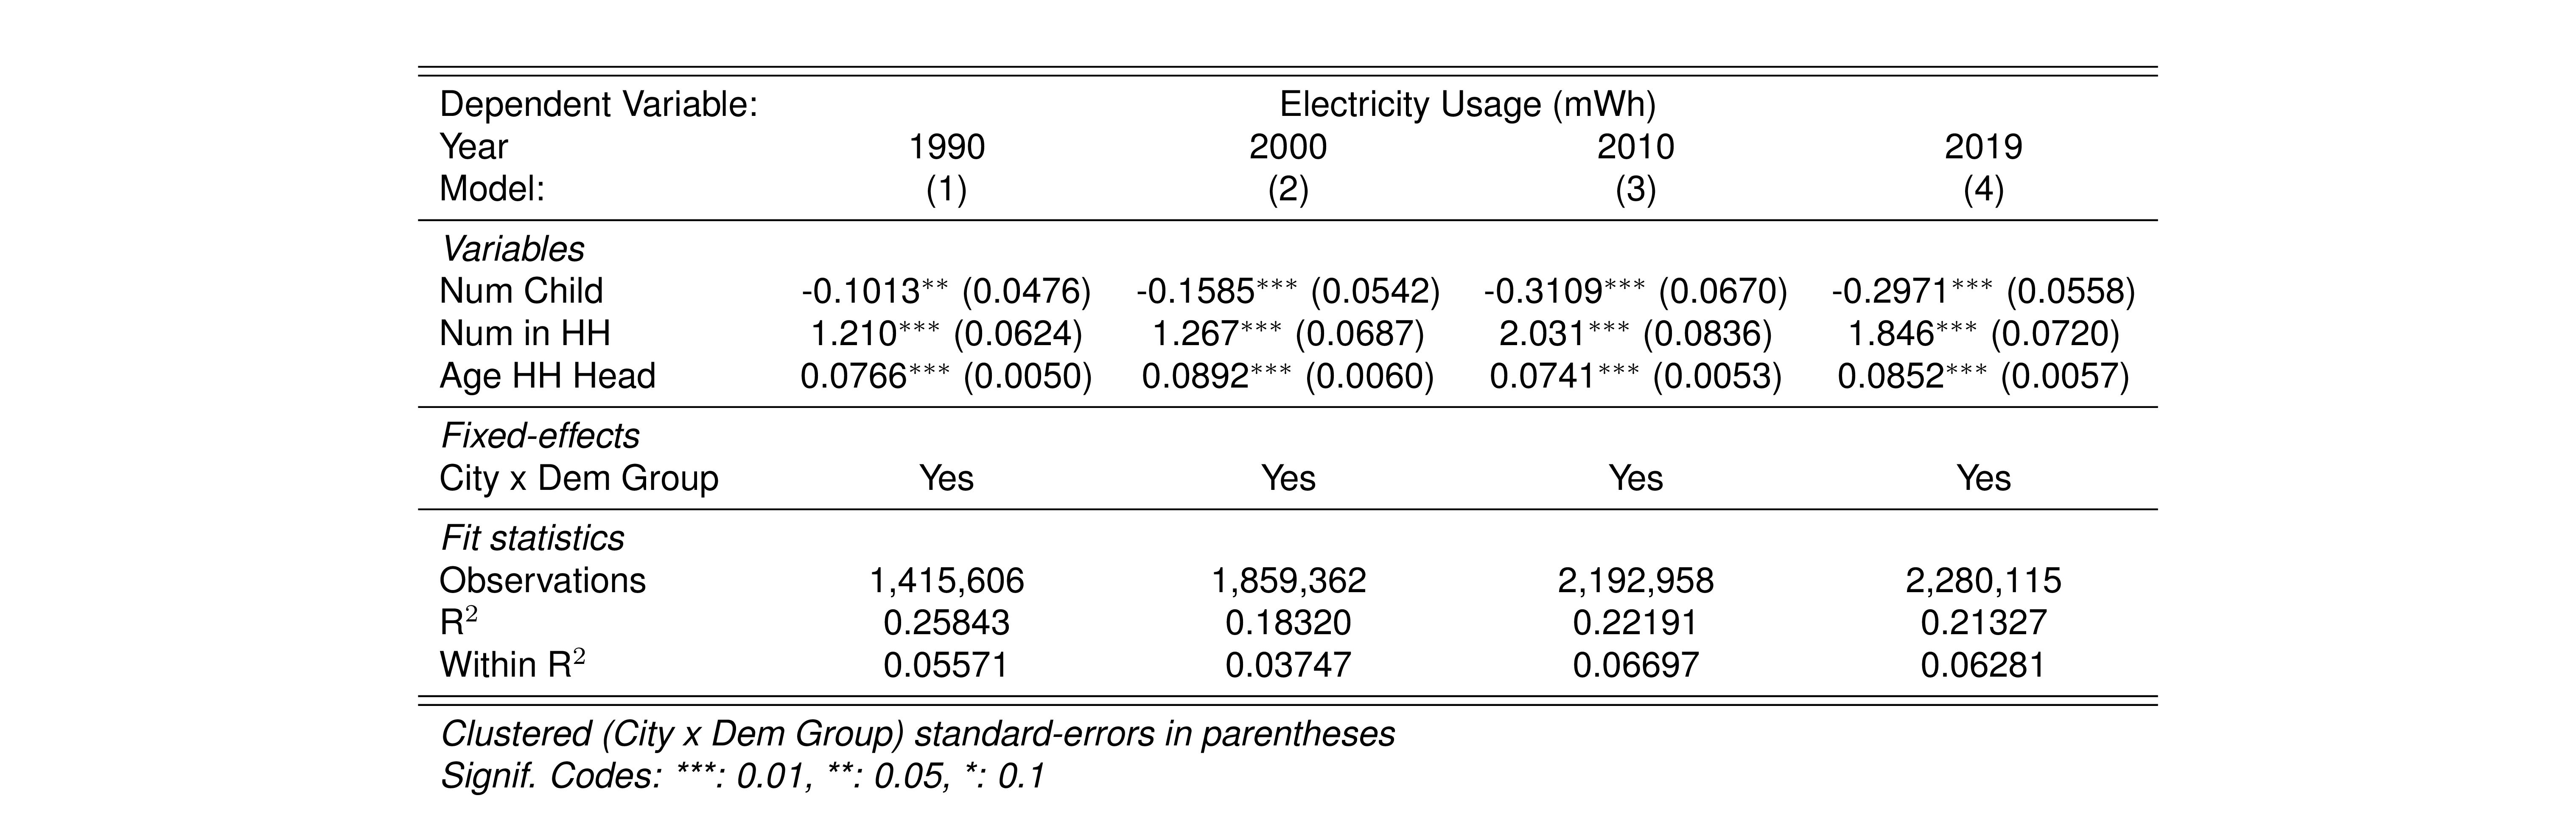 Dependent Variable: Electricity Usage (mWh)
Year 1990 2000 2010 2019
Model: (1) (2) (3) (4)
Variables
Num Child -0.1013** (0.0476) -0.1585*** (0.0542) -0.3109*** (0.0670) -0.2971*** (0.0558)
Num in HH 1.210*** (0.0624) 1.267*** (0.0687) 2.031*** (0.0836) 1.846*** (0.0720)
Age HH Head 0.0766*** (0.0050) 0.0892*** (0.0060) 0.0741*** (0.0053) 0.0852*** (0.0057)
Fixed-effects
City x Dem Group Yes Yes Yes Yes
Fit statistics
Observations 1,415,606 1,859,362 2,192,958 2,280,115
R² 0.25843 0.18320 0.22191 0.21327
Within R² 0.05571 0.03747 0.06697 0.06281
Clustered (City x Dem Group) standard-errors in parentheses
Signif. Codes: ***: 0.01, **: 0.05, *: 0.1